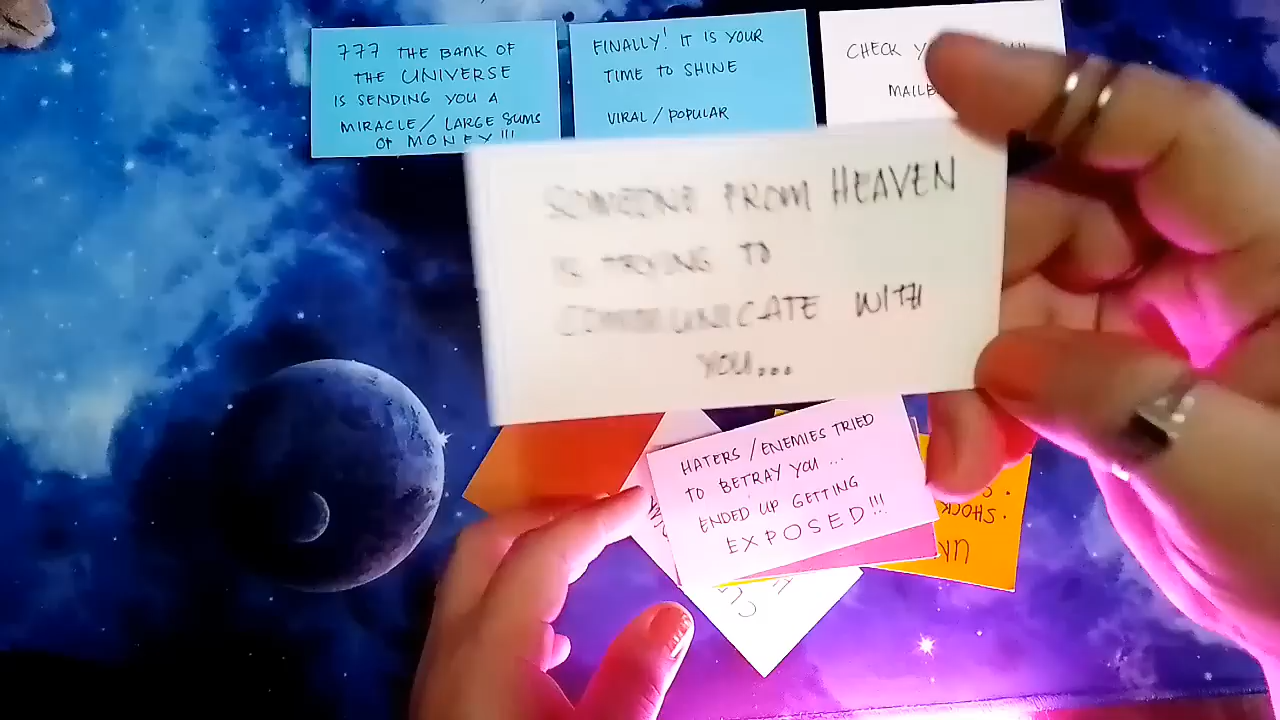 777 THE BANK OF
THE UNIVERSE
IS SENDING YOU A
MIRACLE/LARGE SUMS
OF MONEY!!!
FINALLY! IT IS YOUR
TIME TO SHINE
VIRAL/POPULAR
CHECK
SOMEONE FROM HEAVEN
IS TRYING TO
COMMUNICATE WITH
YOU...
HATERS/ENEMIES TRIED
TO BETRAY YOU...
ENDED UP GETTING
EXPOSED!!!
SHOCK